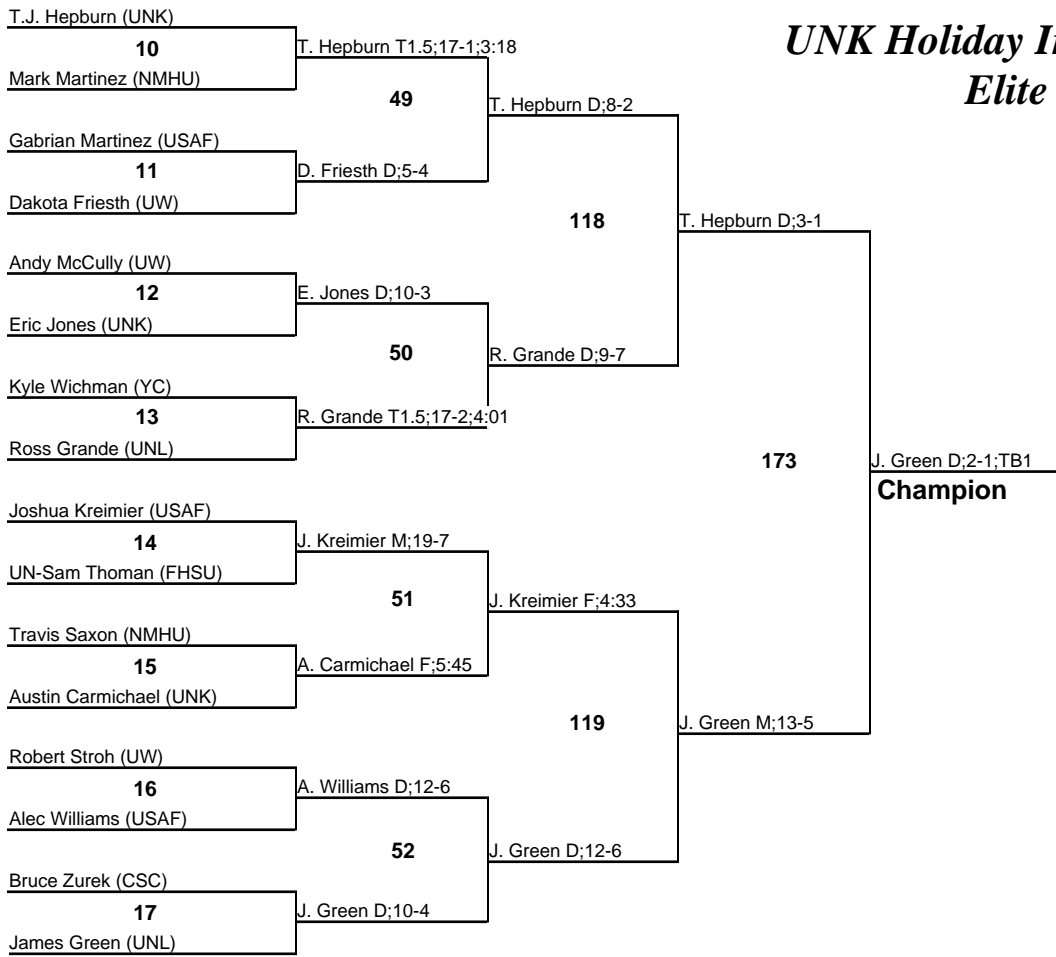 T.J. Hepburn (UNK)
UNK Holiday
Elite
10
T. Hepburn T1.5;17-1;3:18
Mark Martinez (NMHU)
49
T. Hepburn D;8-2
Gabrian Martinez (USAF)
11
D. Friesth D;5-4
Dakota Friesth (UW)
118
T. Hepburn D;3-1
Andy McCully (UW)
12
E. Jones D;10-3
Eric Jones (UNK)
50
R. Grande D;9-7
Kyle Wichman (YC)
13
R. Grande T1.5;17-2;4:01
Ross Grande (UNL)
173
J. Green D;2-1;TB1
Champion
Joshua Kreimier (USAF)
14
J. Kreimier M;19-7
UN-Sam Thoman (FHSU)
51
J. Kreimier F;4:33
Travis Saxon (NMHU)
15
A. Carmichael F;5:45
Austin Carmichael (UNK)
119
J. Green M;13-5
Robert Stroh (UW)
16
A. Williams D;12-6
Alec Williams (USAF)
52
J. Green D;12-6
Bruce Zurek (CSC)
17
J. Green D;10-4
James Green (UNL)